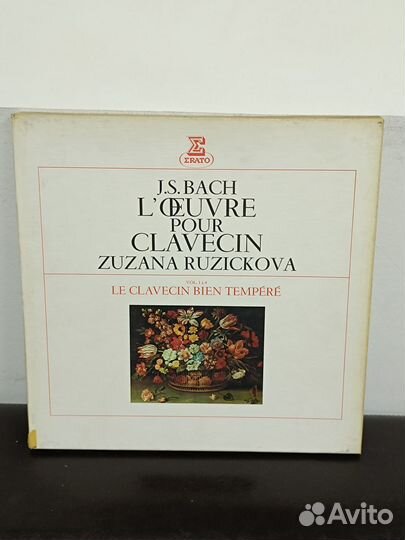 ERATO
J.S. BACH
L'ŒUVRE
POUR
CLAVECIN
ZUZANA RUZICKOVA
LE CLAVECIN BIEN TEMPÉRÉ
Avito